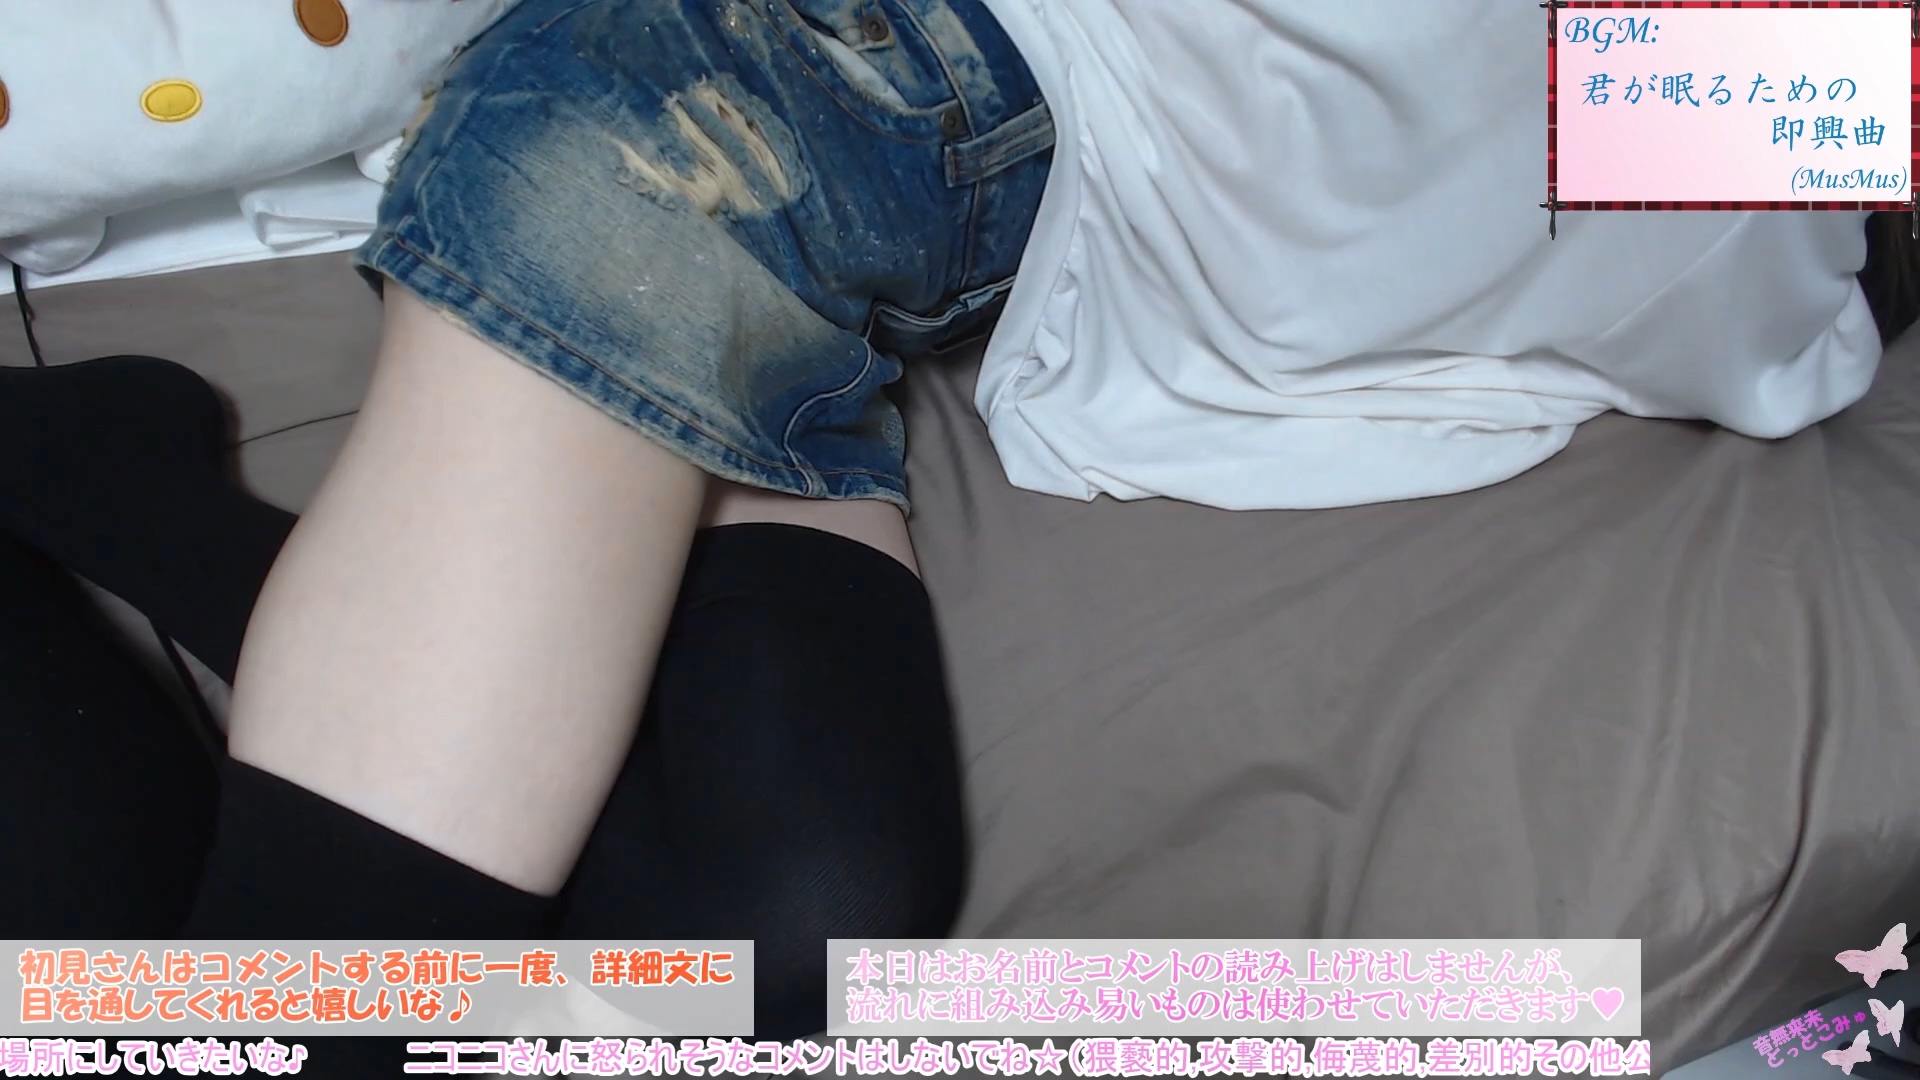 BGM:
君が眠るための
即興曲
(MusMus)
初見さんはコメントする前に一度、詳細文に
目を通してくれると嬉しいな♪
本日はお名前とコメントの読み上げはしませんが、
流れに組み込み易いものは使わせていただきます♥
場所にしていきたいな♪ ニコニコさんに怒られそうなコメントはしないでね☆(猥褻的,攻撃的,侮蔑的,差別的その他公
音無来未
とっとこみゅ